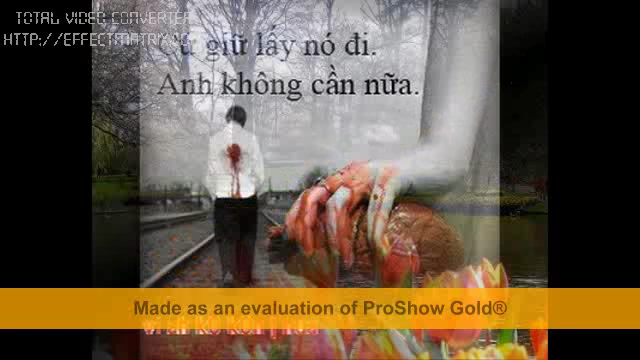 TOTAL VIDEO CONVERTER
HTTP://EFFECTMATRIX
giữ lấy nó đi.
Anh không cần nữa.
Made as an evaluation of ProShow Gold®